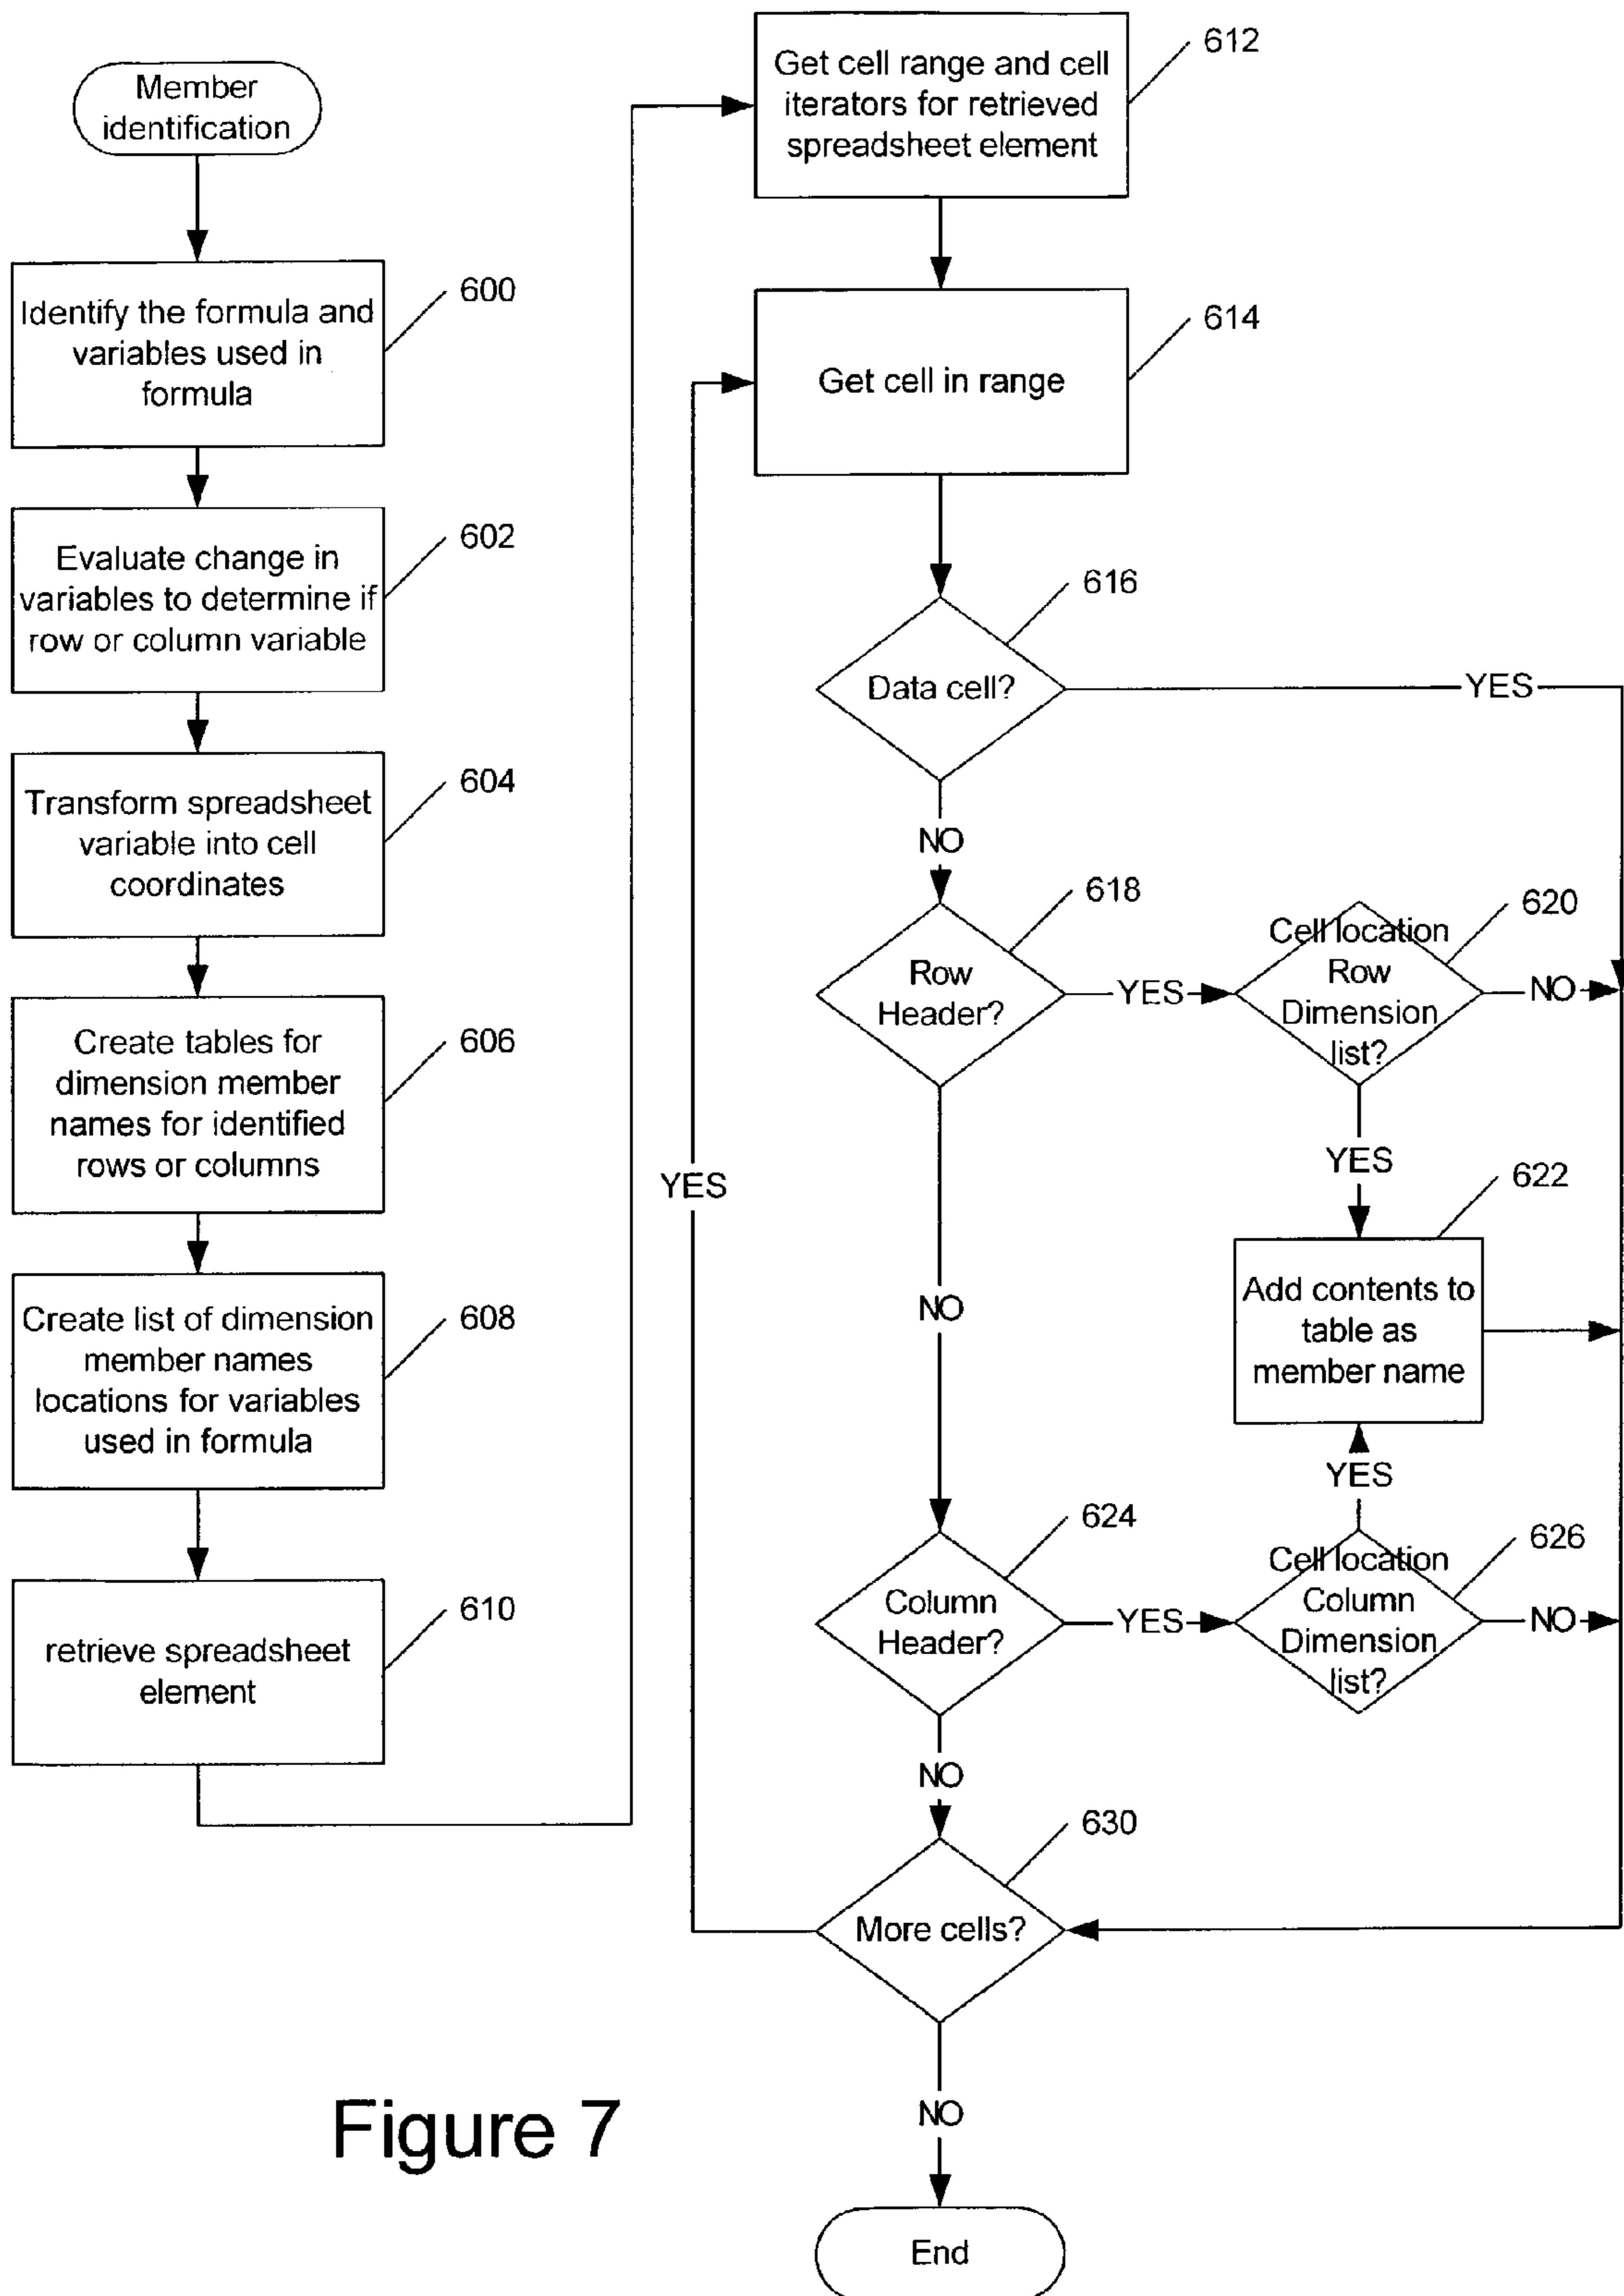 Member
identification
600
Identify the formula and
variables used in
formula
602
Evaluate change in
variables to determine if
row or column variable
604
Transform spreadsheet
variable into cell
coordinates
606
Create tables for
dimension member
names for identified
rows or columns
608
Create list of dimension
member names
locations for variables
used in formula
610
retrieve spreadsheet
element
612
Get cell range and cell
iterators for retrieved
spreadsheet element
614
Get cell in range
616
Data cell?
YES
NO
618
Row
Header?
YES
620
Cell location
Row
Dimension
list?
NO
YES
622
Add contents to
table as
member name
YES
NO
YES
624
Column
Header?
YES
626
Cell location
Column
Dimension
list?
NO
NO
630
More cells?
NO
End
Figure 7